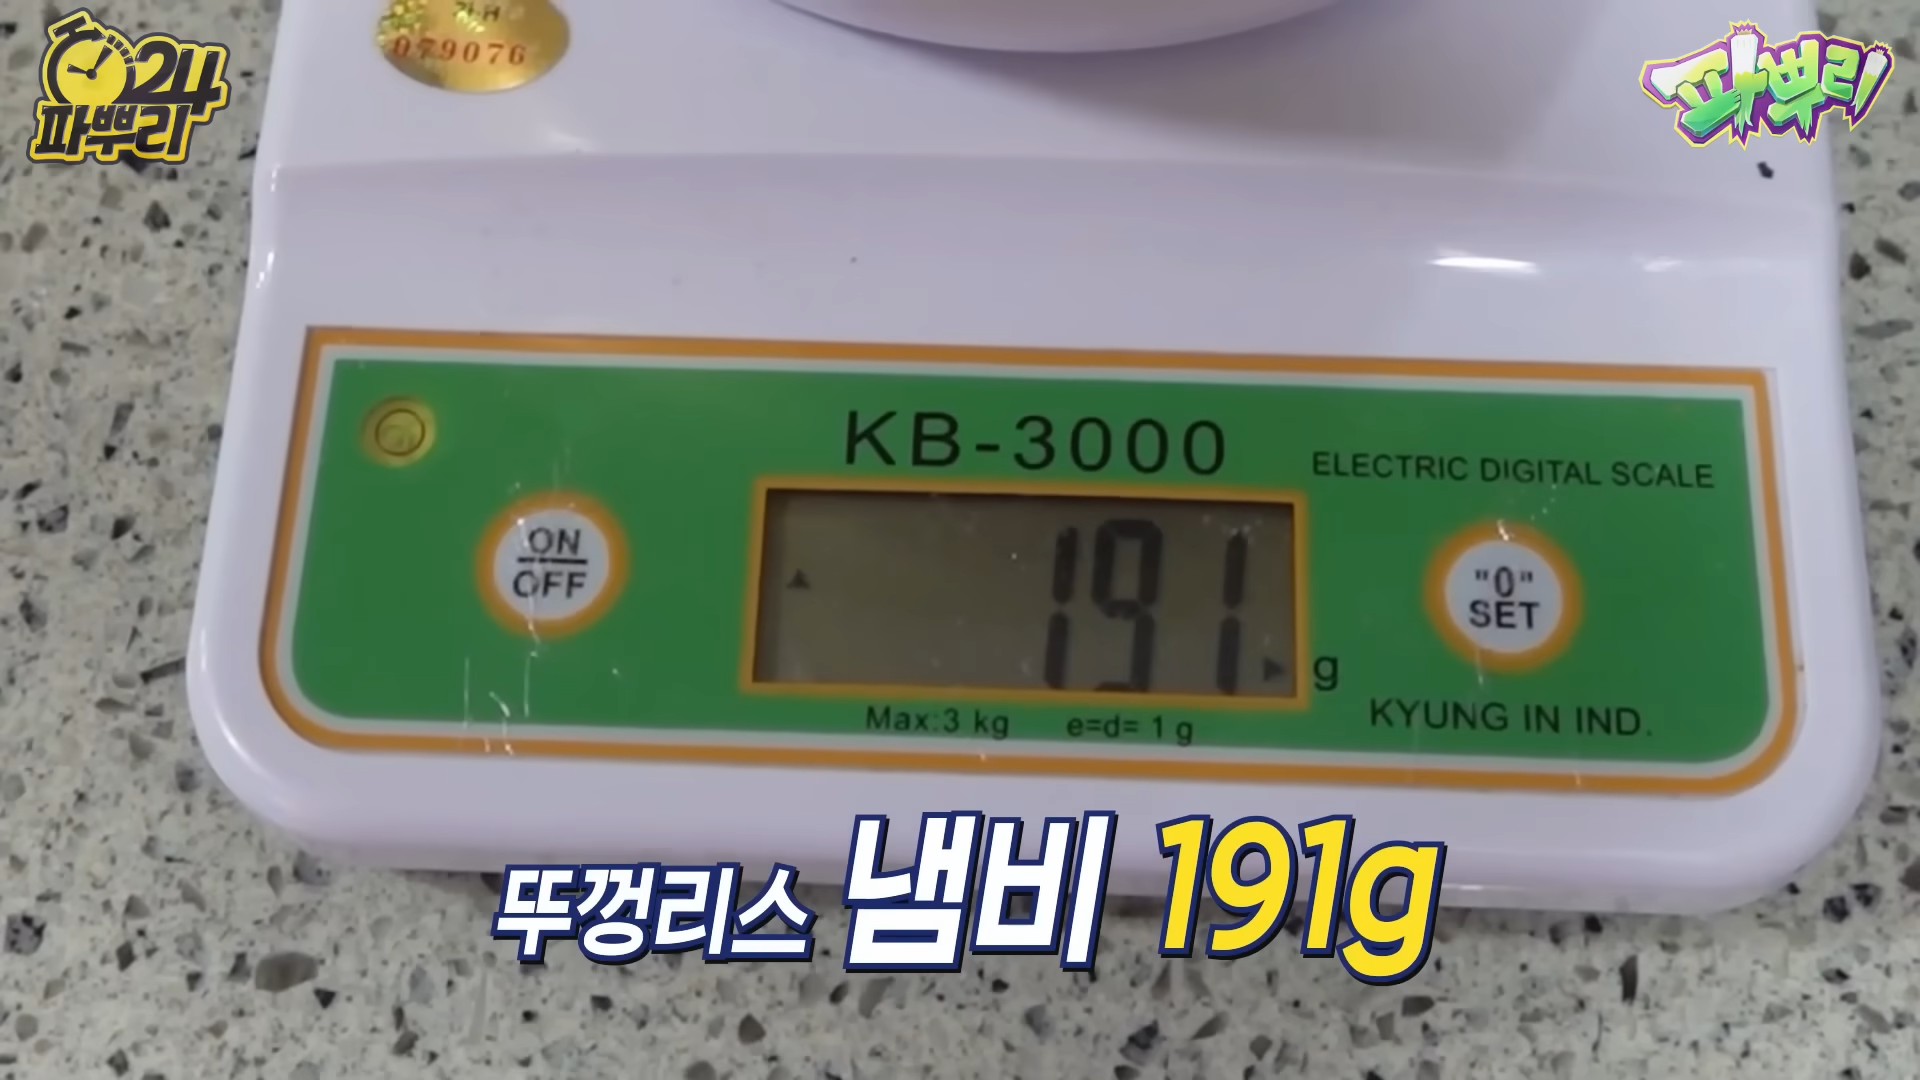 24
파뿌리
파뿌리
079076
KB-3000
ELECTRIC DIGITAL SCALE
ON
OFF
191
g
"0"
SET
Max:3 kg e=d= 1 g
KYUNG IN IND.
뚜껑리스 냄비 191g